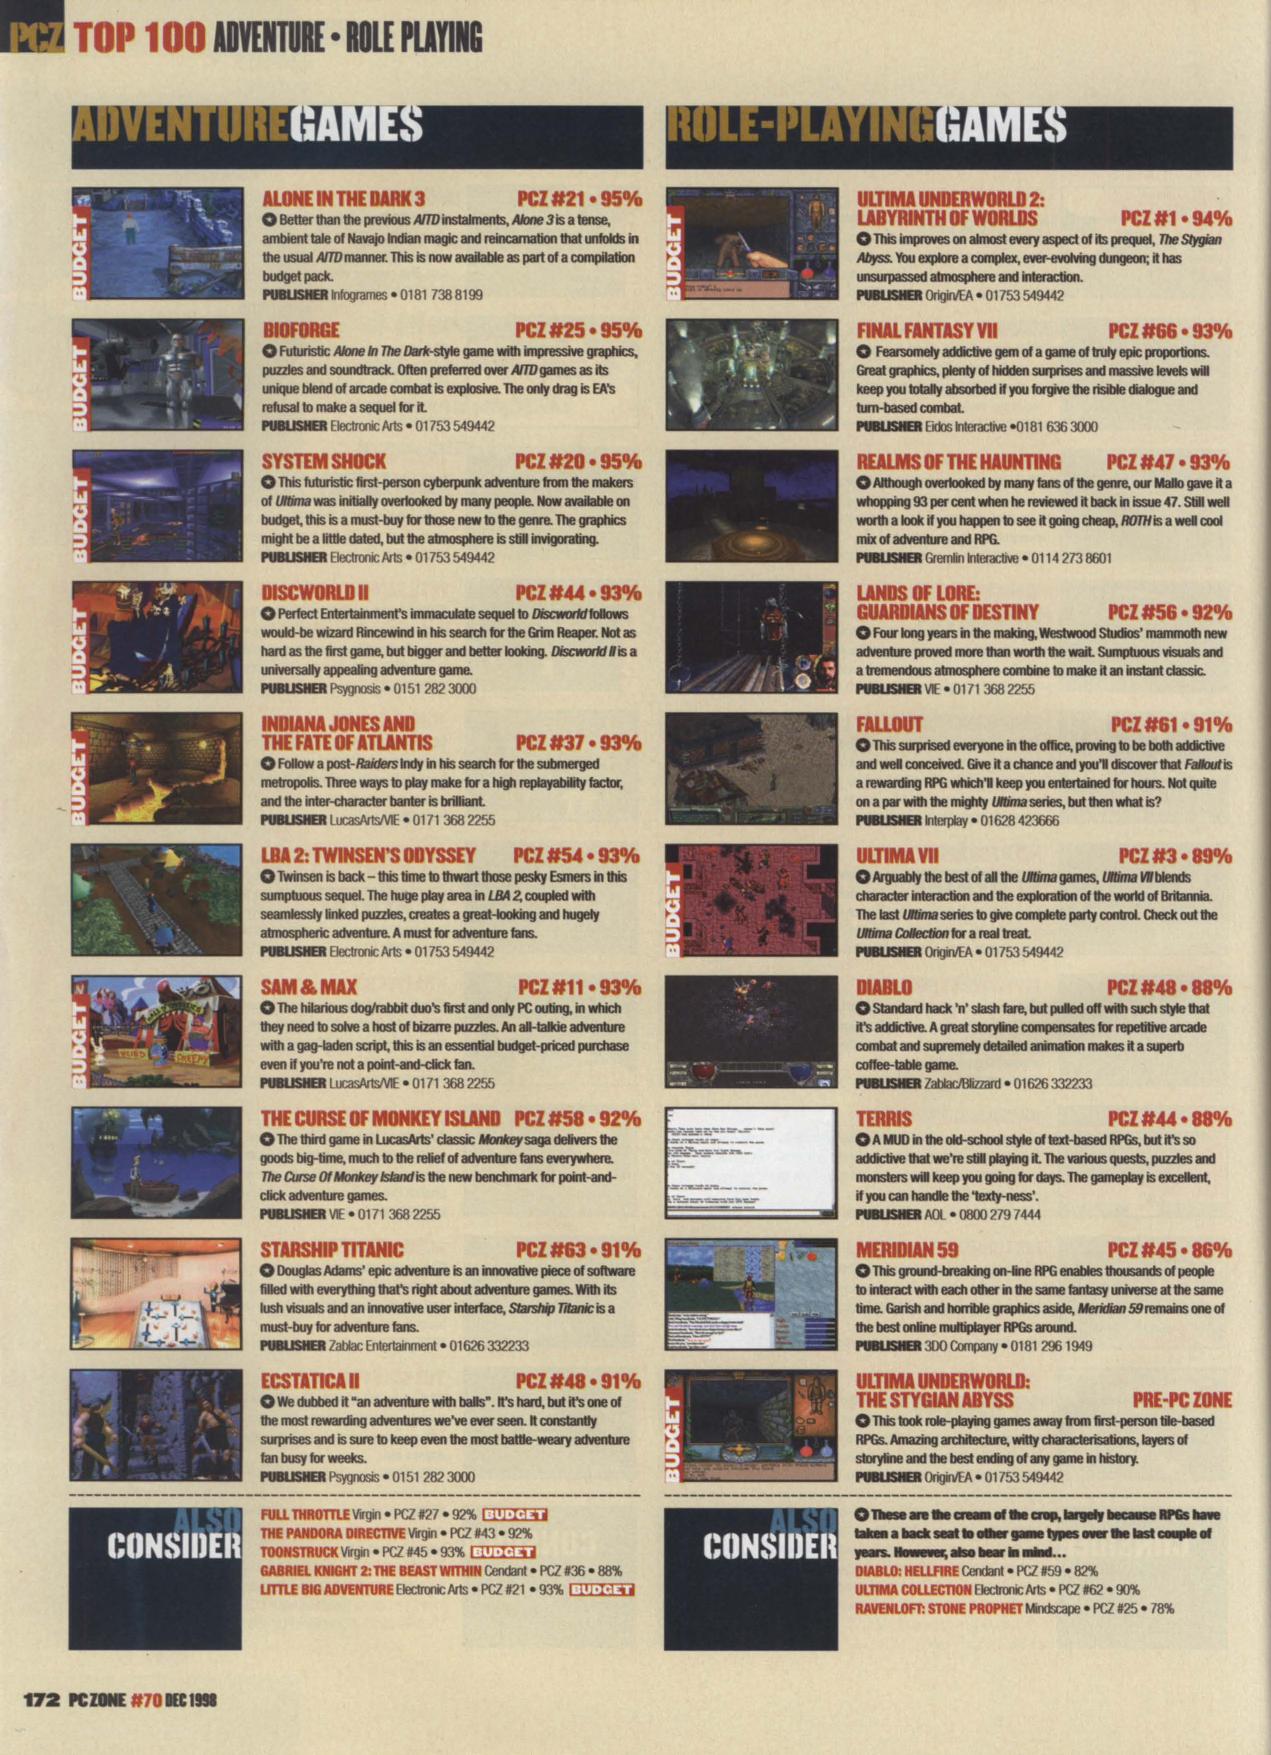 PCZ TOP 100 ADVENTURE • ROLE PLAYING
ADVENTUREGAMES
BUDGET
ALONE IN THE DARK 3 PCZ #21 • 95%
Better than the previous AITD instalments, Alone 3 is a tense,
ambient tale of Navajo Indian magic and reincarnation that unfolds in
the usual AITD manner. This is now available as part of a compilation
budget pack.
PUBLISHER Infogrames • 0181 738 8199
BUDGET
BIOFORGE PCZ #25 • 95%
Futuristic Alone In The Dark-style game with impressive graphics,
puzzles and soundtrack. Often preferred over AITD games as its
unique blend of arcade combat is explosive. The only drag is EA's
refusal to make a sequel for it.
PUBLISHER Electronic Arts • 01753 549442
BUDGET
SYSTEM SHOCK PCZ #20 • 95%
This futuristic first-person cyberpunk adventure from the makers
of Ultima was initially overlooked by many people. Now available on
budget, this is a must-buy for those new to the genre. The graphics
might be a little dated, but the atmosphere is still invigorating.
PUBLISHER Electronic Arts • 01753 549442
BUDGET
DISCWORLD II PCZ #44 • 93%
Perfect Entertainment's immaculate sequel to Discworld follows
would-be wizard Rincewind in his search for the Grim Reaper. Not as
hard as the first game, but bigger and better looking. Discworld II is a
universally appealing adventure game.
PUBLISHER Psygnosis • 0151 282 3000
BUDGET
INDIANA JONES AND
THE FATE OF ATLANTIS PCZ #37 • 93%
Follow a post-Raiders Indy in his search for the submerged
metropolis. Three ways to play make for a high replayability factor,
and the inter-character banter is brilliant.
PUBLISHER LucasArts/VIE • 0171 368 2255
LBA 2: TWINSEN'S ODYSSEY PCZ #54 • 93%
Twinsen is back – this time to thwart those pesky Esmers in this
sumptuous sequel. The huge play area in LBA 2, coupled with
seamlessly linked puzzles, creates a great-looking and hugely
atmospheric adventure. A must for adventure fans.
PUBLISHER Electronic Arts • 01753 549442
BUDGET
SAM & MAX PCZ #11 • 93%
The hilarious dog/rabbit duo's first and only PC outing, in which
they need to solve a host of bizarre puzzles. An all-talkie adventure
with a gag-laden script, this is an essential budget-priced purchase
even if you're not a point-and-click fan.
PUBLISHER LucasArts/VIE • 0171 368 2255
THE CURSE OF MONKEY ISLAND PCZ #58 • 92%
The third game in LucasArts' classic Monkey saga delivers the
goods big-time, much to the relief of adventure fans everywhere.
The Curse Of Monkey Island is the new benchmark for point-and-
click adventure games.
PUBLISHER VIE • 0171 368 2255
STARSHIP TITANIC PCZ #63 • 91%
Douglas Adams' epic adventure is an innovative piece of software
filled with everything that's right about adventure games. With its
lush visuals and an innovative user interface, Starship Titanic is a
must-buy for adventure fans.
PUBLISHER Zablac Entertainment • 01626 332233
ECSTATICA II PCZ #48 • 91%
We dubbed it "an adventure with balls". It's hard, but it's one of
the most rewarding adventures we've ever seen. It constantly
surprises and is sure to keep even the most battle-weary adventure
fan busy for weeks.
PUBLISHER Psygnosis • 0151 282 3000
ALSO
CONSIDER
FULL THROTTLE Virgin • PCZ #27 • 92% BUDGET
THE PANDORA DIRECTIVE Virgin • PCZ #43 • 92%
TOONSTRUCK Virgin • PCZ #45 • 93% BUDGET
GABRIEL KNIGHT 2: THE BEAST WITHIN Cendant • PCZ #36 • 88%
LITTLE BIG ADVENTURE Electronic Arts • PCZ #21 • 93% BUDGET
ROLE-PLAYINGGAMES
BUDGET
ULTIMA UNDERWORLD 2:
LABYRINTH OF WORLDS PCZ #1 • 94%
This improves on almost every aspect of its prequel, The Stygian
Abyss. You explore a complex, ever-evolving dungeon; it has
unsurpassed atmosphere and interaction.
PUBLISHER Origin/EA • 01753 549442
FINAL FANTASY VII PCZ #66 • 93%
Fearsomely addictive gem of a game of truly epic proportions.
Great graphics, plenty of hidden surprises and massive levels will
keep you totally absorbed if you forgive the risible dialogue and
turn-based combat.
PUBLISHER Eidos Interactive •0181 636 3000
REALMS OF THE HAUNTING PCZ #47 • 93%
Although overlooked by many fans of the genre, our Mallo gave it a
whopping 93 per cent when he reviewed it back in issue 47. Still well
worth a look if you happen to see it going cheap, ROTH is a well cool
mix of adventure and RPG.
PUBLISHER Gremlin Interactive • 0114 273 8601
LANDS OF LORE:
GUARDIANS OF DESTINY PCZ #56 • 92%
Four long years in the making, Westwood Studios' mammoth new
adventure proved more than worth the wait. Sumptuous visuals and
a tremendous atmosphere combine to make it an instant classic.
PUBLISHER VIE • 0171 368 2255
FALLOUT PCZ #61 • 91%
This surprised everyone in the office, proving to be both addictive
and well conceived. Give it a chance and you'll discover that Fallout is
a rewarding RPG which'll keep you entertained for hours. Not quite
on a par with the mighty Ultima series, but then what is?
PUBLISHER Interplay • 01628 423666
BUDGET
ULTIMA VII PCZ #3 • 89%
Arguably the best of all the Ultima games, Ultima VII blends
character interaction and the exploration of the world of Britannia.
The last Ultima series to give complete party control. Check out the
Ultima Collection for a real treat.
PUBLISHER Origin/EA • 01753 549442
DIABLO PCZ #48 • 88%
Standard hack 'n' slash fare, but pulled off with such style that
it's addictive. A great storyline compensates for repetitive arcade
combat and supremely detailed animation makes it a superb
coffee-table game.
PUBLISHER Zablac/Blizzard • 01626 332233
TERRIS PCZ #44 • 88%
A MUD in the old-school style of text-based RPGs, but it's so
addictive that we're still playing it. The various quests, puzzles and
monsters will keep you going for days. The gameplay is excellent,
if you can handle the 'texty-ness'.
PUBLISHER AOL • 0800 279 7444
MERIDIAN 59 PCZ #45 • 86%
This ground-breaking on-line RPG enables thousands of people
to interact with each other in the same fantasy universe at the same
time. Garish and horrible graphics aside, Meridian 59 remains one of
the best online multiplayer RPGs around.
PUBLISHER 3DO Company • 0181 296 1949
BUDGET
ULTIMA UNDERWORLD:
THE STYGIAN ABYSS PRE-PC ZONE
This took role-playing games away from first-person tile-based
RPGs. Amazing architecture, witty characterisations, layers of
storyline and the best ending of any game in history.
PUBLISHER Origin/EA • 01753 549442
ALSO
CONSIDER
These are the cream of the crop, largely because RPGs have
taken a back seat to other game types over the last couple of
years. However, also bear in mind...
DIABLO: HELLFIRE Cendant • PCZ #59 • 82%
ULTIMA COLLECTION Electronic Arts • PCZ #62 • 90%
RAVENLOFT: STONE PROPHET Mindscape • PCZ #25 • 78%
172 PC ZONE #70 DEC 1998